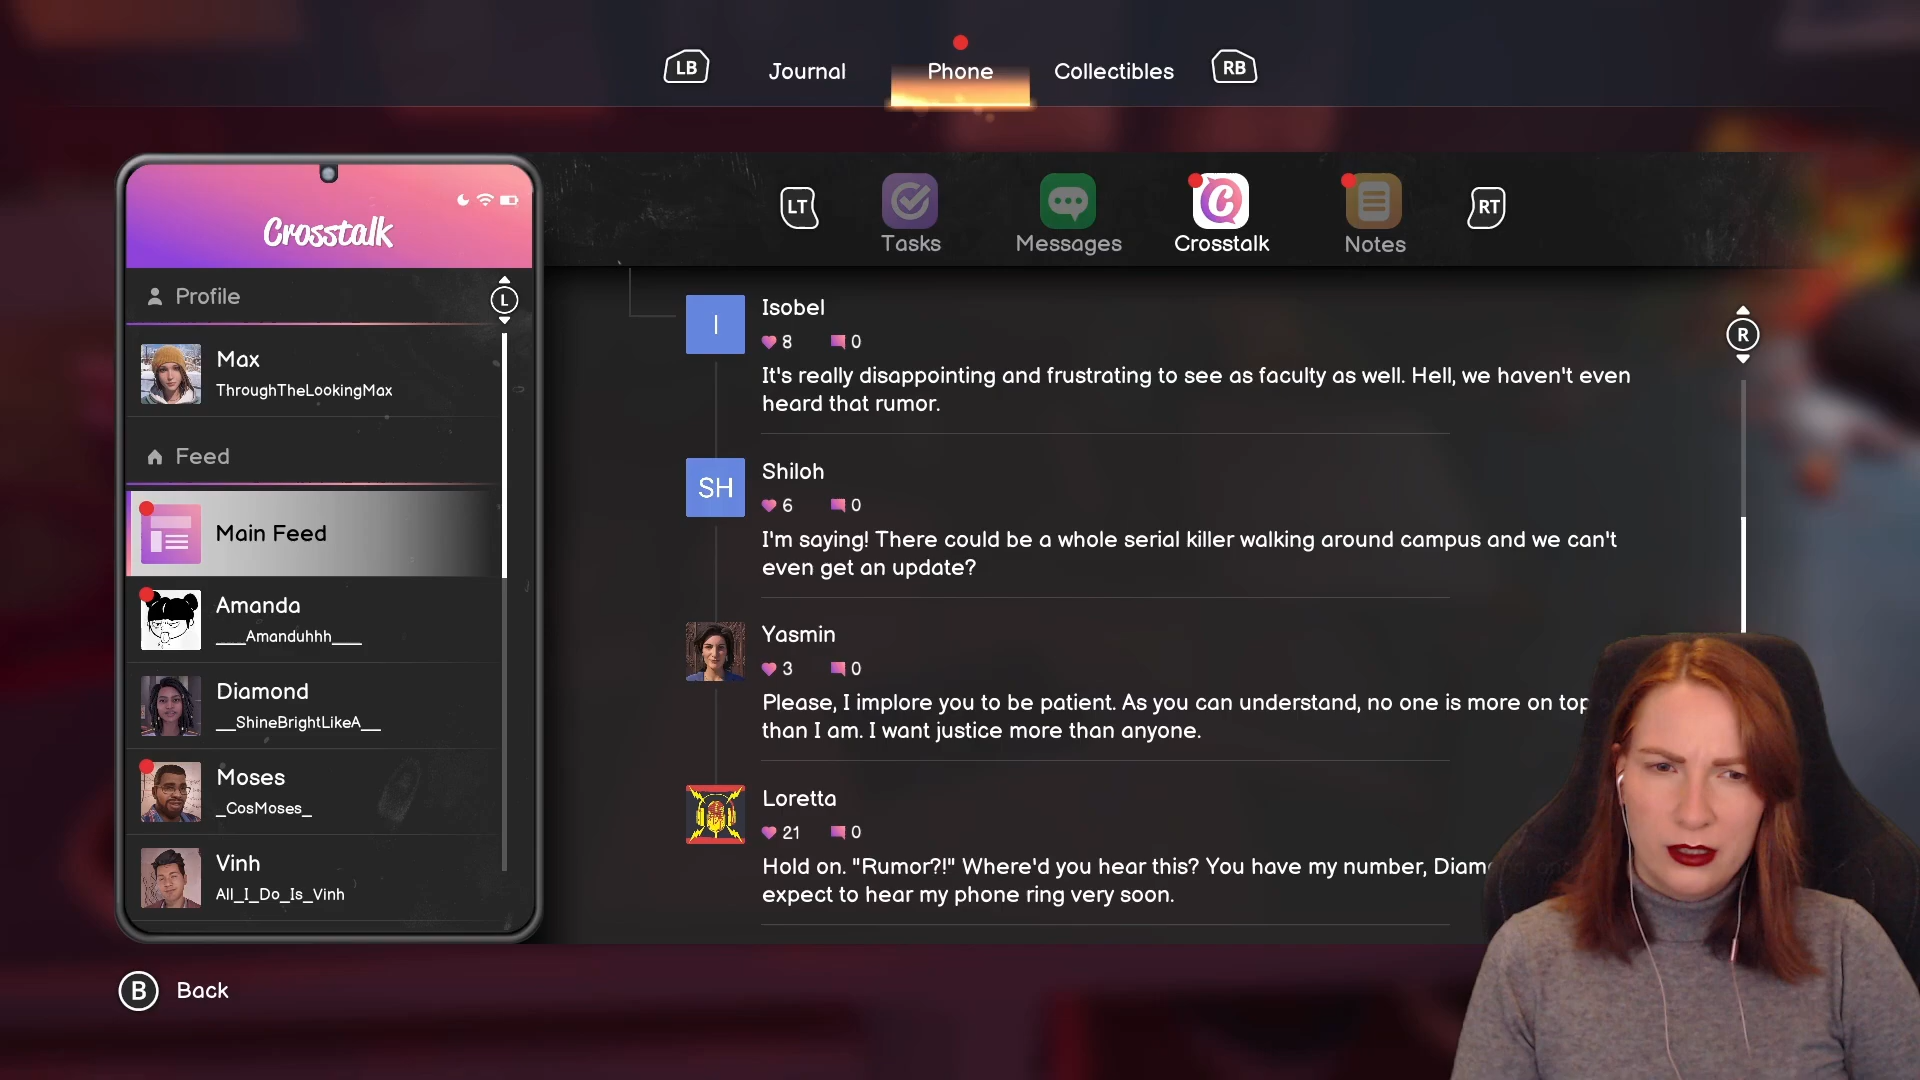 LB
Journal
Phone
Collectibles
RB
Crosstalk
Profile
L
Max
ThroughTheLookingMax
Feed
Main Feed
Amanda
____Amanduhhh____
Diamond
__ShineBrightLikeA__
Moses
_CosMoses_
Vinh
All_I_Do_Is_Vinh
LT
Tasks
Messages
Crosstalk
Notes
RT
R
I
Isobel
8 0
It's really disappointing and frustrating to see as faculty as well. Hell, we haven't even
heard that rumor.
SH
Shiloh
6 0
I'm saying! There could be a whole serial killer walking around campus and we can't
even get an update?
Yasmin
3 0
Please, I implore you to be patient. As you can understand, no one is more on top
than I am. I want justice more than anyone.
Loretta
21 0
Hold on. "Rumor?!" Where'd you hear this? You have my number,
expect to hear my phone ring very soon.
B Back